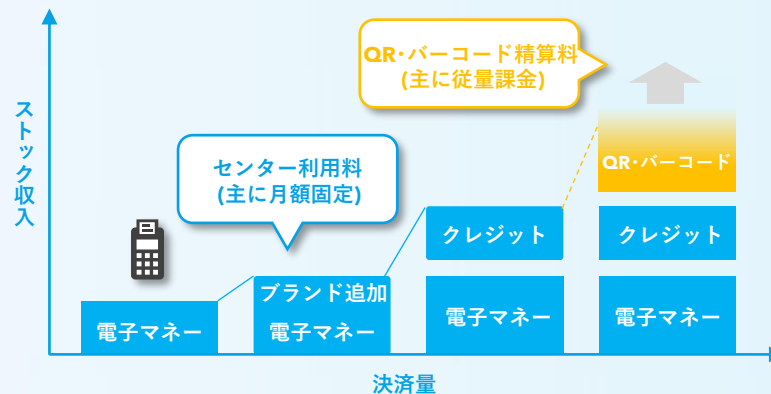 QR・バーコード精算料
(主に従量課金)
センター利用料
(主に月額固定)
ストック収入
QR・バーコード
クレジット
クレジット
ブランド追加
電子マネー
電子マネー
電子マネー
電子マネー
決済量